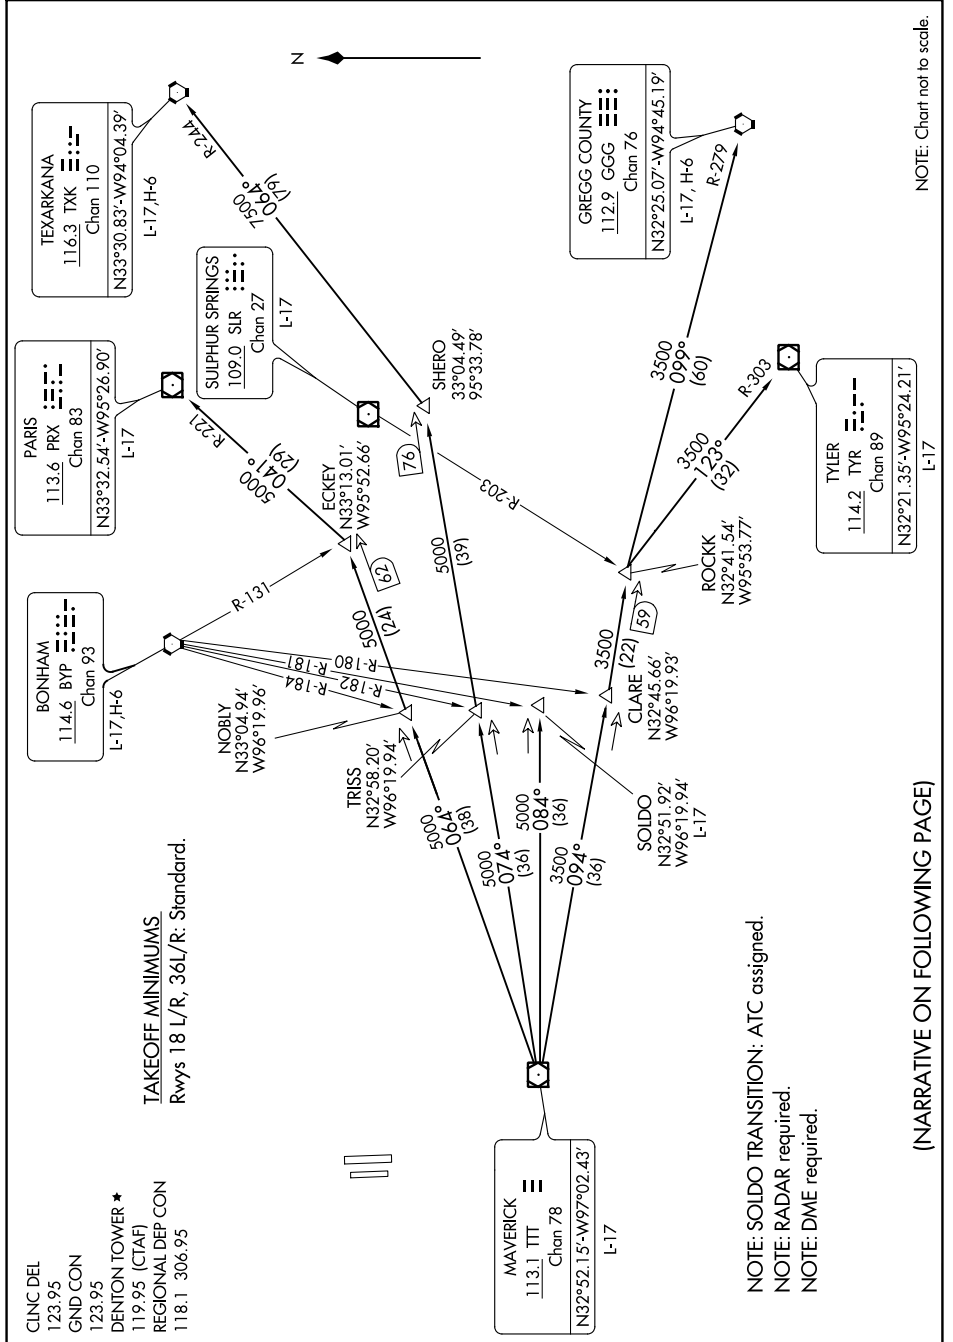 CLNC DEL
123.95
GND CON
123.95
DENTON TOWER ★
119.95 (CTAF)
REGIONAL DEP CON
118.1 306.95
TAKEOFF MINIMUMS
Rwys 18 L/R, 36L/R: Standard.
BONHAM
114.6 BYP
Chan 93
L-17,H-6
PARIS
113.6 PRX
Chan 83
N33°32.54'-W95°26.90'
L-17
TEXARKANA
116.3 TXK
Chan 110
N33°30.83'-W94°04.39'
L-17,H-6
SULPHUR SPRINGS
109.0 SLR
Chan 27
L-17
N
GREGG COUNTY
112.9 GGG
Chan 76
N32°25.07'-W94°45.19'
L-17, H-6
TYLER
114.2 TYR
Chan 89
N32°21.35'-W95°24.21'
L-17
MAVERICK
113.1 TTT
Chan 78
N32°52.15'-W97°02.43'
L-17
NOBLY
N33°04.94'
W96°19.96'
TRISS
N32°58.20'
W96°19.94'
SOLDO
N32°51.92'
W96°19.94'
L-17
CLARE
N32°45.66'
W96°19.93'
ROCKK
N32°41.54'
W95°53.77'
ECKEY
N33°13.01'
W95°52.66'
SHERO
33°04.49'
95°33.78'
5000
064°
(38)
5000
074°
(36)
5000
084°
(36)
3500
094°
(36)
R-184
R-182
R-181
R-180
R-131
5000
(24)
62
5000
041°
(29)
R-221
5000
(39)
76
7500
064°
(79)
R-244
R-203
3500
(22)
59
3500
099°
(60)
R-279
3500
123°
(32)
R-303
NOTE: SOLDO TRANSITION: ATC assigned.
NOTE: RADAR required.
NOTE: DME required.
(NARRATIVE ON FOLLOWING PAGE)
NOTE: Chart not to scale.